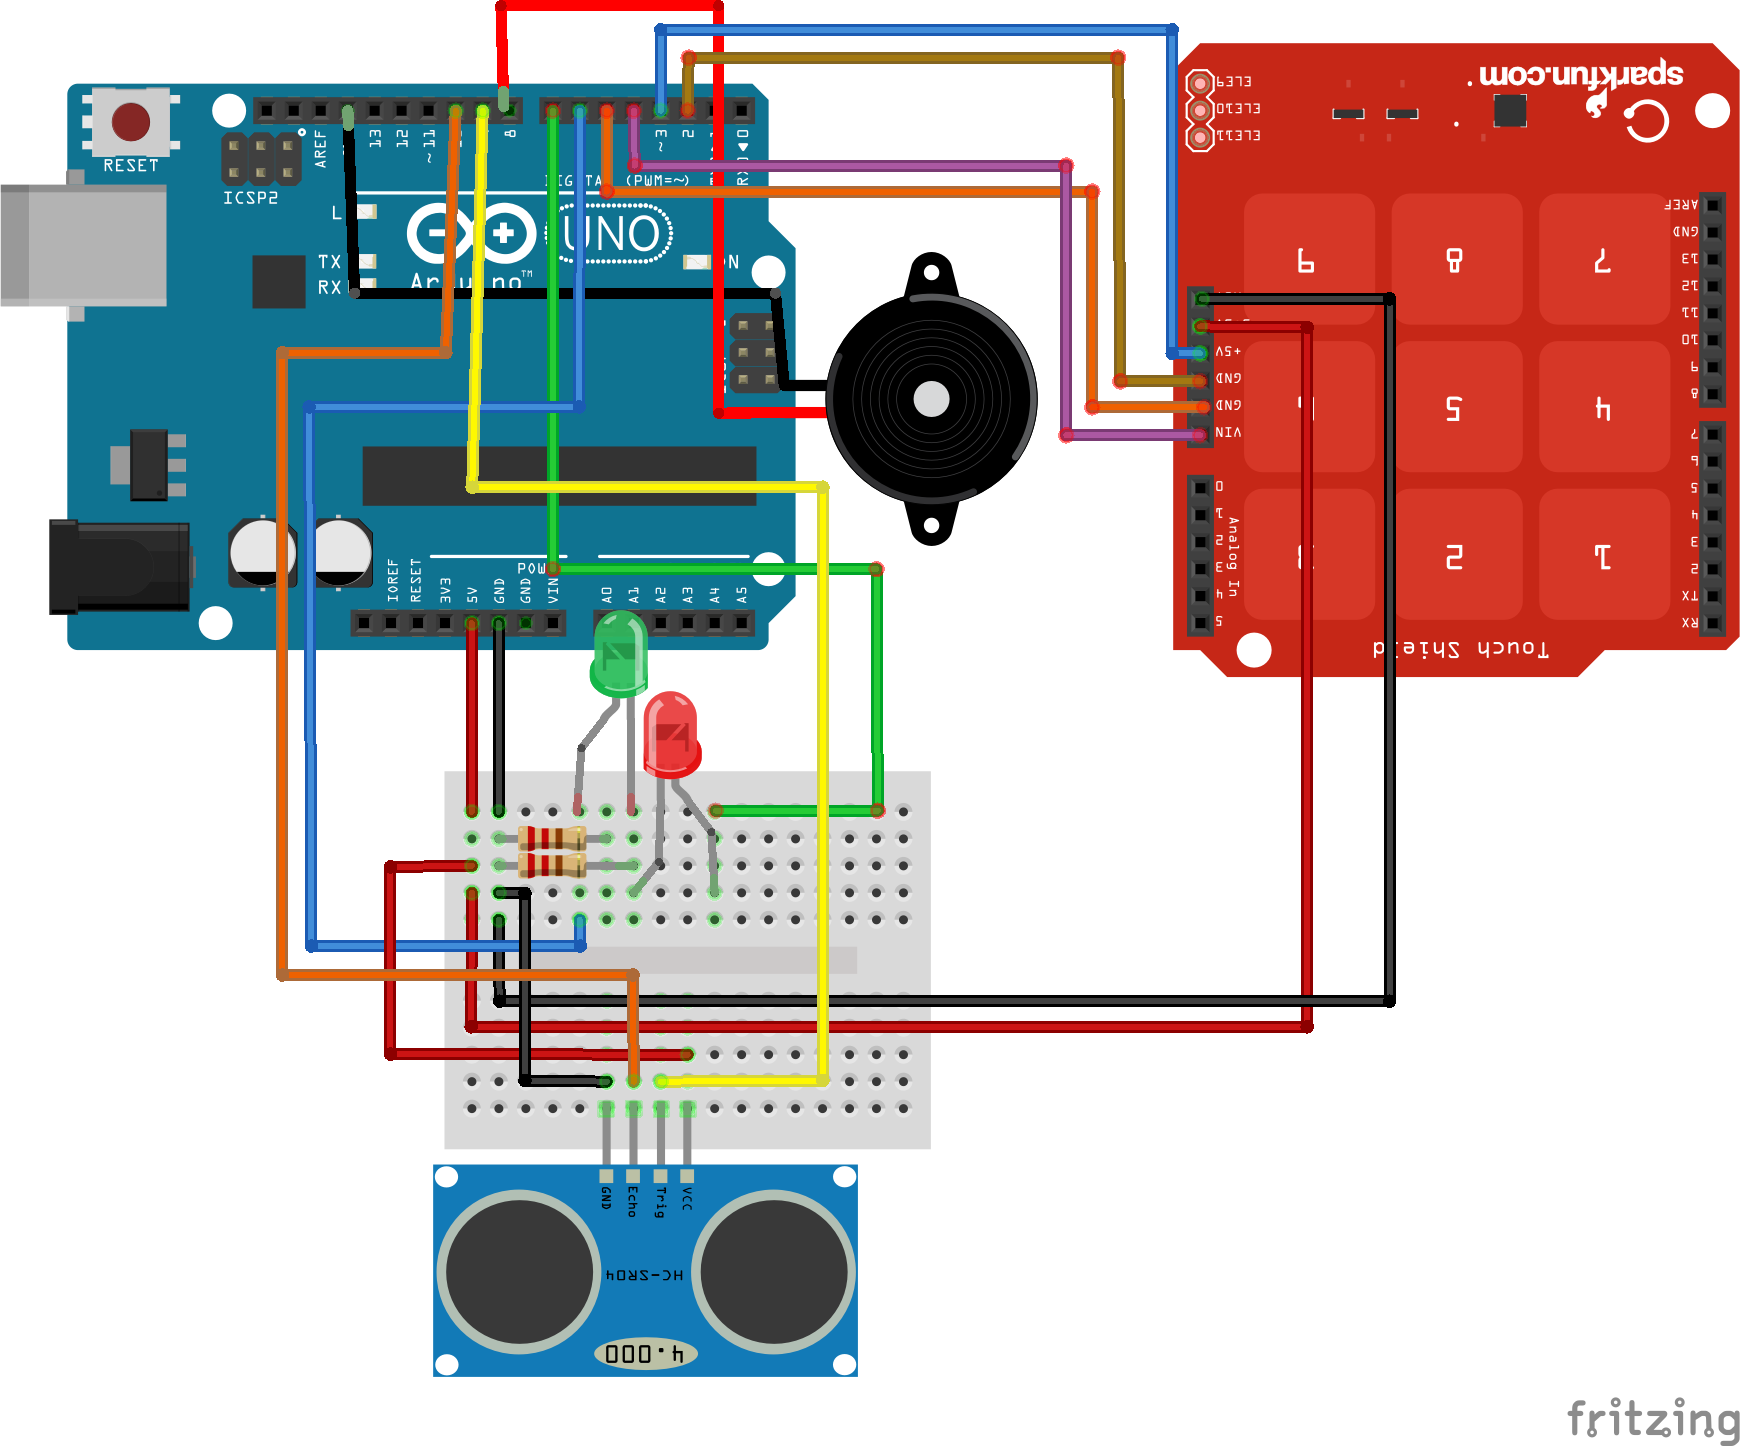 RESET
ICSP2
AREF
13
12
~11
8
~3
2
L
TX
RX
(PWM=~)
UNO
POW
IOREF
RESET
3V3
5V
GND
GND
VIN
A0
A1
A2
A3
A4
A5
sparkfun.com
ELE9
ELE10
ELE11
+5V
GND
GND
VIN
0
1
2
3
4
5
Analog In
9
8
7
5
4
3
2
1
AREF
GND
13
12
11
10
9
8
7
6
5
4
3
2
TX
RX
Touch Shield
GND
Echo
Trig
VCC
HC-SR04
4.000
fritzing